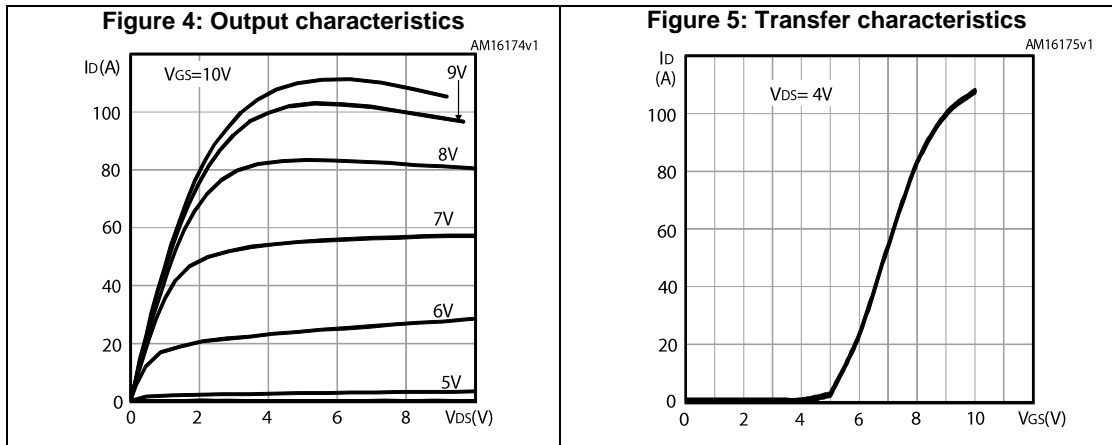 Figure 4: Output characteristics
AM16174v1
ID(A)
VGS=10V
9V
100
8V
80
7V
60
40
6V
20
5V
0
0 2 4 6 8 VDS(V)
Figure 5: Transfer characteristics
AM16175v1
ID
(A)
VDS= 4V
100
80
60
40
20
0
0 2 4 6 8 10 VGS(V)